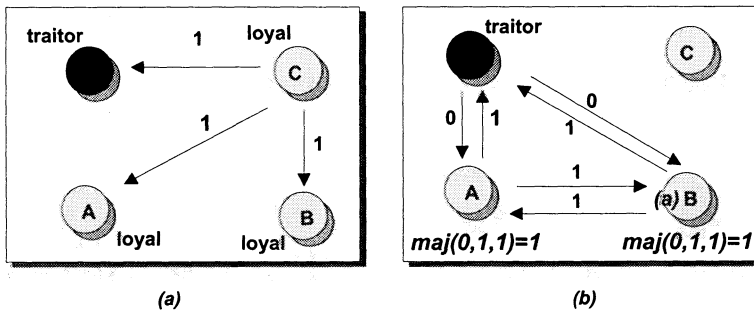 traitor
1
loyal
C
1
1
A
loyal
B
loyal
(a)
traitor
C
0
1
0
1
A
1
1
(a) B
maj(0,1,1)=1
maj(0,1,1)=1
(b)